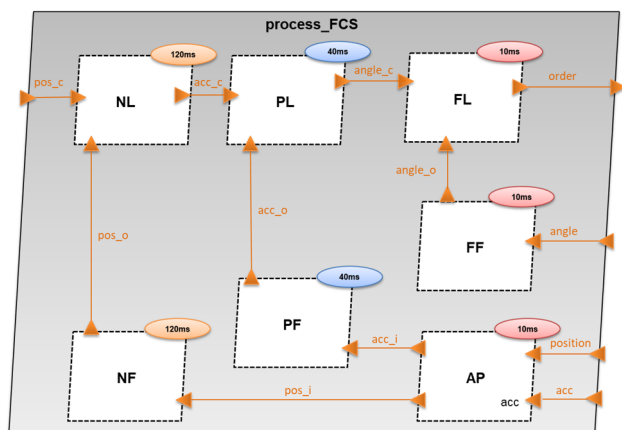 process_FCS
120ms
40ms
10ms
pos_c
NL
acc_c
PL
angle_c
FL
order
angle_o
10ms
acc_o
pos_o
FF
angle
40ms
PF
120ms
10ms
acc_i
position
NF
pos_i
AP
acc
acc